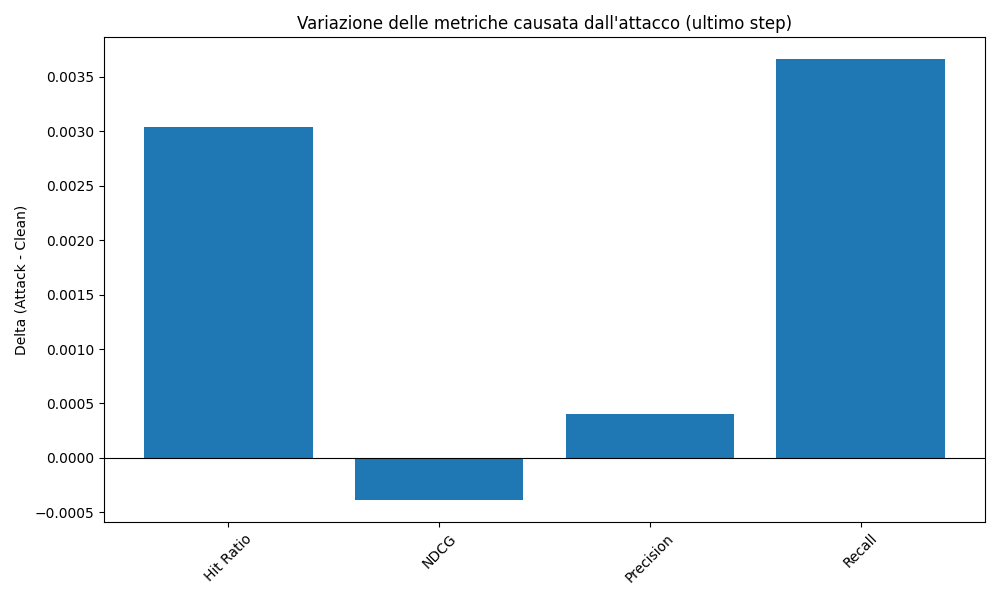 Variazione delle metriche causata dall'attacco (ultimo step)
Delta (Attack - Clean)
0.0035
0.0030
0.0025
0.0020
0.0015
0.0010
0.0005
0.0000
−0.0005
Hit Ratio
NDCG
Precision
Recall